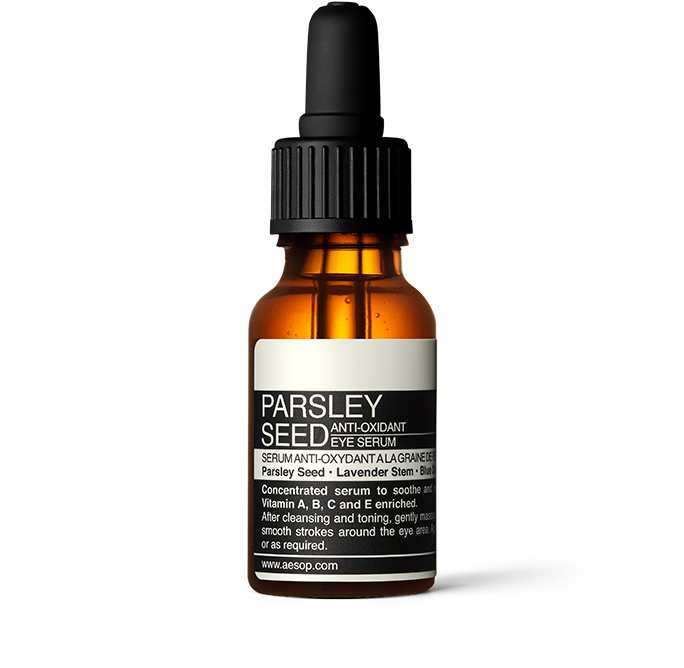 PARSLEY
SEED ANTI-OXIDANT
EYE SERUM
SERUM ANTI-OXYDANT A LA GRAINE DE
Parsley Seed · Lavender Stem · Blue
Concentrated serum to soothe and
Vitamin A, B, C and E enriched.
After cleansing and toning, gently
smooth strokes around the eye area.
or as required.
www.aesop.com